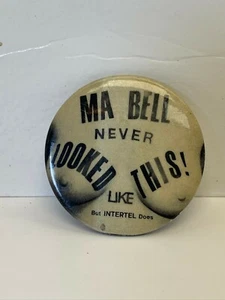 MA BELL
NEVER
LOOKED
LIKE
THIS!
But INTERTEL Does